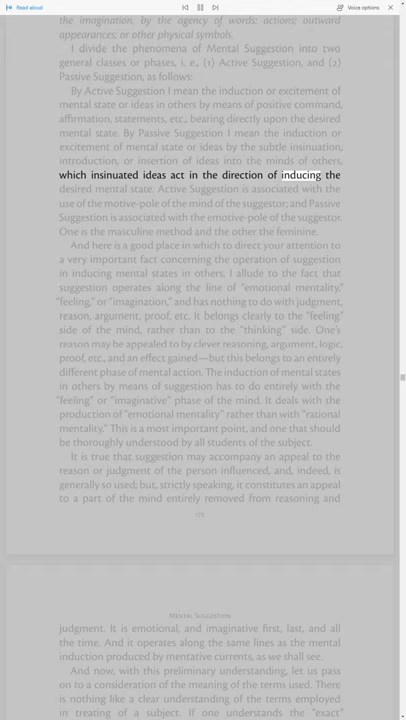 Read aloud
Voice options
the imagination, by the agency of words: actions; outward
appearances; or other physical symbols.
I divide the phenomena of Mental Suggestion into two
general classes or phases, i. e., (1) Active Suggestion, and (2)
Passive Suggestion, as follows:
By Active Suggestion I mean the induction or excitement of
mental state or ideas in others by means of positive command,
affirmation, statements, etc., bearing directly upon the desired
mental state. By Passive Suggestion I mean the induction or
excitement of mental state or ideas by the subtle insinuation,
introduction, or insertion of ideas into the minds of others,
which insinuated ideas act in the direction of inducing the
desired mental state. Active Suggestion is associated with the
use of the motive-pole of the mind of the suggestor; and Passive
Suggestion is associated with the emotive-pole of the suggestor.
One is the masculine method and the other the feminine.
And here is a good place in which to direct your attention to
a very important fact concerning the operation of suggestion
in inducing mental states in others. I allude to the fact that
suggestion operates along the line of "emotional mentality,"
"feeling," or "imagination," and has nothing to do with judgment,
reason, argument, proof, etc. It belongs clearly to the "feeling"
side of the mind, rather than to the "thinking" side. One's
reason may be appealed to by clever reasoning, argument, logic,
proof, etc., and an effect gained—but this belongs to an entirely
different phase of mental action. The induction of mental states
in others by means of suggestion has to do entirely with the
"feeling" or "imaginative" phase of the mind. It deals with the
production of "emotional mentality" rather than with "rational
mentality." This is a most important point, and one that should
be thoroughly understood by all students of the subject.
It is true that suggestion may accompany an appeal to the
reason or judgment of the person influenced, and, indeed, is
generally so used; but, strictly speaking, it constitutes an appeal
to a part of the mind entirely removed from reasoning and
Mental Suggestion
judgment. It is emotional, and imaginative first, last, and all
the time. And it operates along the same lines as the mental
induction produced by mentative currents, as we shall see.
And now, with this preliminary understanding, let us pass
on to a consideration of the meaning of the terms used. There
is nothing like a clear understanding of the terms employed
in treating of a subject. If one understands the "exact"